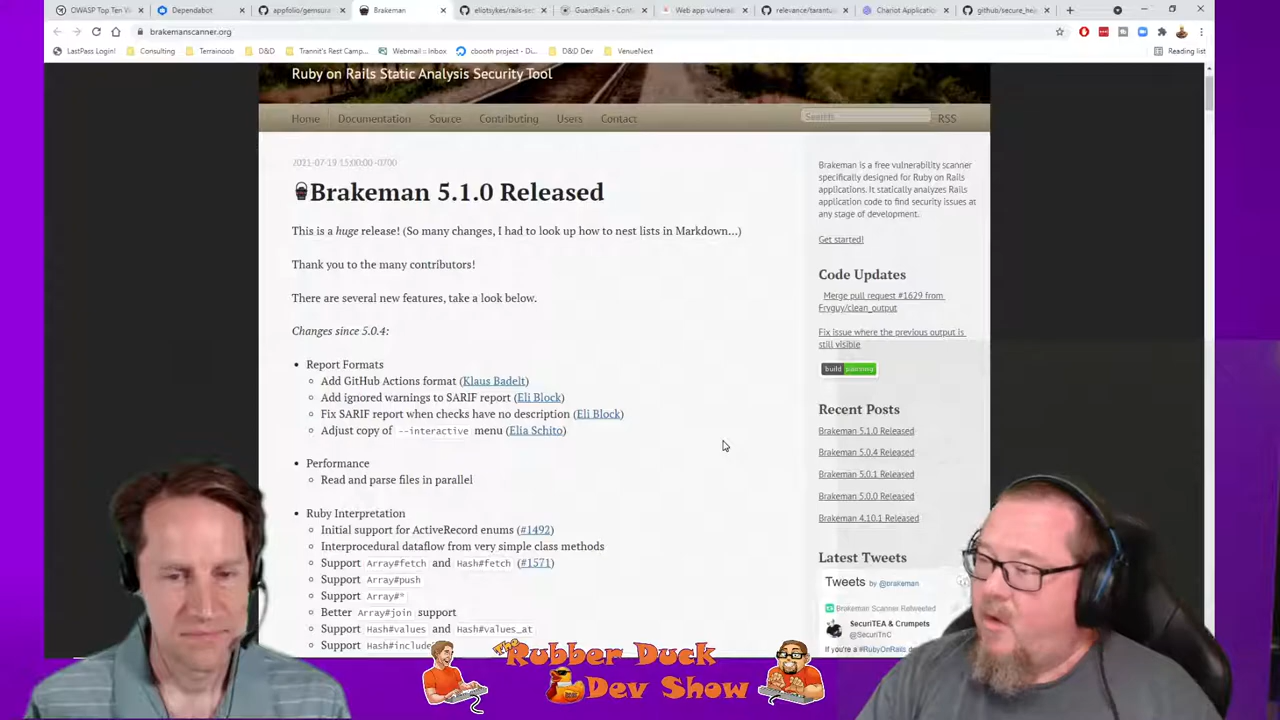 OWASP Top Ten W
Dependabot
appfolio/gemsur
Brakeman
eliotsykes/rails-sec
GuardRails - Con
Web app vulnera
relevance/tarantu
Chariot Application
github/secure_hea
brakemanscanner.org
LastPass Login!
Consulting
Terrainoob
D&D
Trannit's Rest Camp...
Webmail :: Inbox
cbooth project - Di...
D&D Dev
VenueNext
Reading list
Ruby on Rails Static Analysis Security Tool
Home
Documentation
Source
Contributing
Users
Contact
Search
RSS
2021-07-19 15:00:00 -0700
Brakeman 5.1.0 Released
This is a huge release! (So many changes, I had to look up how to nest lists in Markdown...)
Thank you to the many contributors!
There are several new features, take a look below.
Changes since 5.0.4:
Report Formats
Add GitHub Actions format (Klaus Badelt)
Add ignored warnings to SARIF report (Eli Block)
Fix SARIF report when checks have no description (Eli Block)
Adjust copy of --interactive menu (Elia Schito)
Performance
Read and parse files in parallel
Ruby Interpretation
Initial support for ActiveRecord enums (#1492)
Interprocedural dataflow from very simple class methods
Support Array#fetch and Hash#fetch (#1571)
Support Array#push
Support Array#*
Better Array#join support
Support Hash#values and Hash#values_at
Support Hash#include
Brakeman is a free vulnerability scanner
specifically designed for Ruby on Rails
applications. It statically analyzes Rails
application code to find security issues at
any stage of development.
Get started!
Code Updates
Merge pull request #1629 from
Fryguy/clean_output
Fix issue where the previous output is
still visible
build passing
Recent Posts
Brakeman 5.1.0 Released
Brakeman 5.0.4 Released
Brakeman 5.0.1 Released
Brakeman 5.0.0 Released
Brakeman 4.10.1 Released
Latest Tweets
Tweets by @brakeman
Brakeman Scanner Retweeted
SecuriTEA & Crumpets
@SecuriTnC
If you're a #RubyOnRails d
The
Rubber Duck
Dev Show